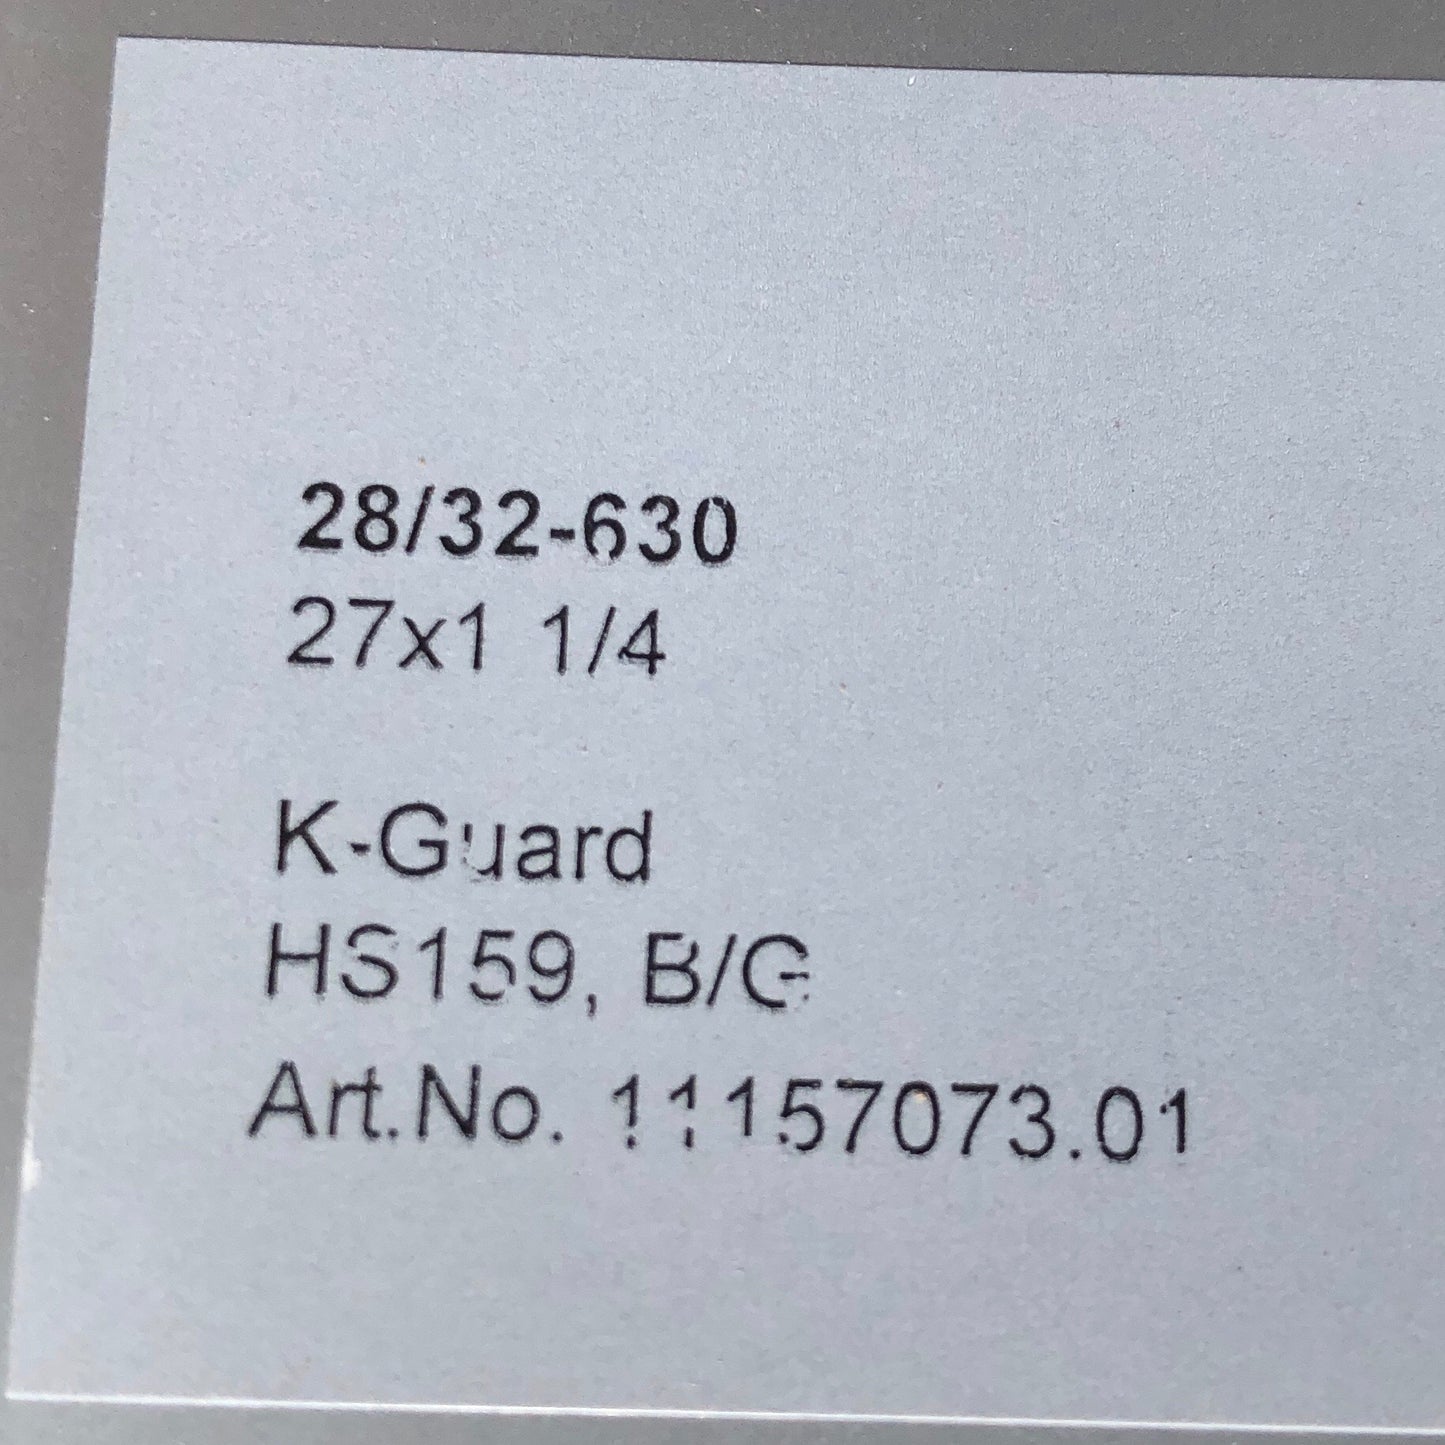 28/32-630
27x1 1/4
K-Guard
HS159, B/G
Art.No. 11157073.01